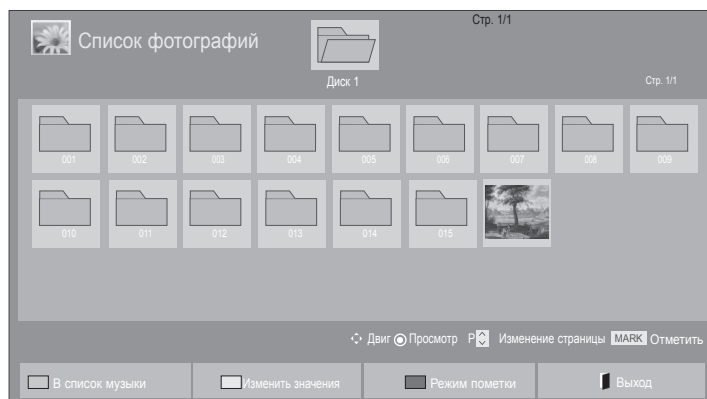 Стр. 1/1
Список фотографий
Диск 1
Стр. 1/1
001 002 003 004 005 006 007 008 009
010 011 012 013 014 015
Двиг Просмотр P Изменение страницы MARK Отметить
В список музыки Изменить значения Режим пометки Выход